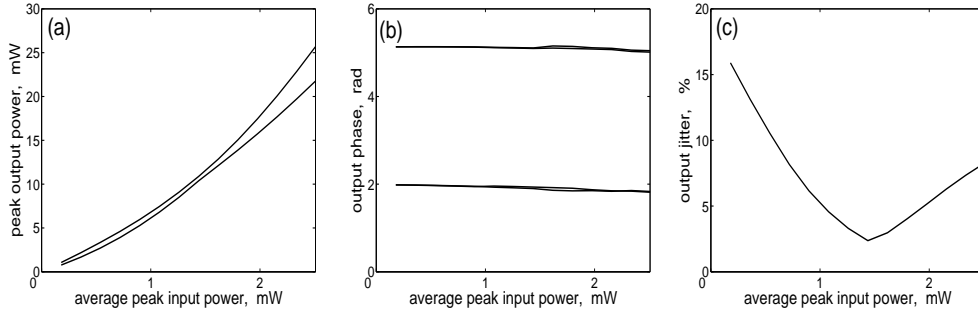 (a)
peak output power, mW
30
25
20
15
10
5
0
0
1
2
average peak input power, mW
(b)
output phase, rad
6
4
2
0
0
1
2
average peak input power, mW
(c)
output jitter, %
20
15
10
5
0
0
1
2
average peak input power, mW